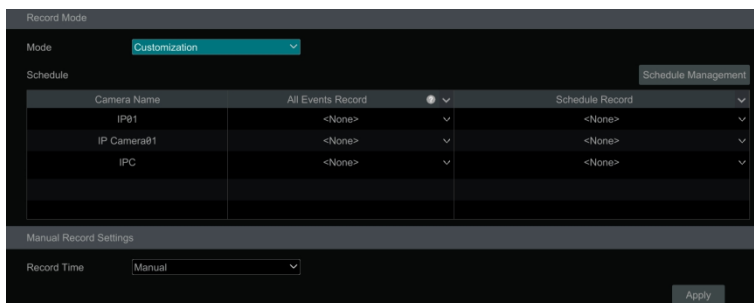 Record Mode
Mode Customization
Schedule Schedule Management
Camera Name All Events Record ? Schedule Record
IP01 <None> <None>
IP Camera01 <None> <None>
IPC <None> <None>
Manual Record Settings
Record Time Manual
Apply